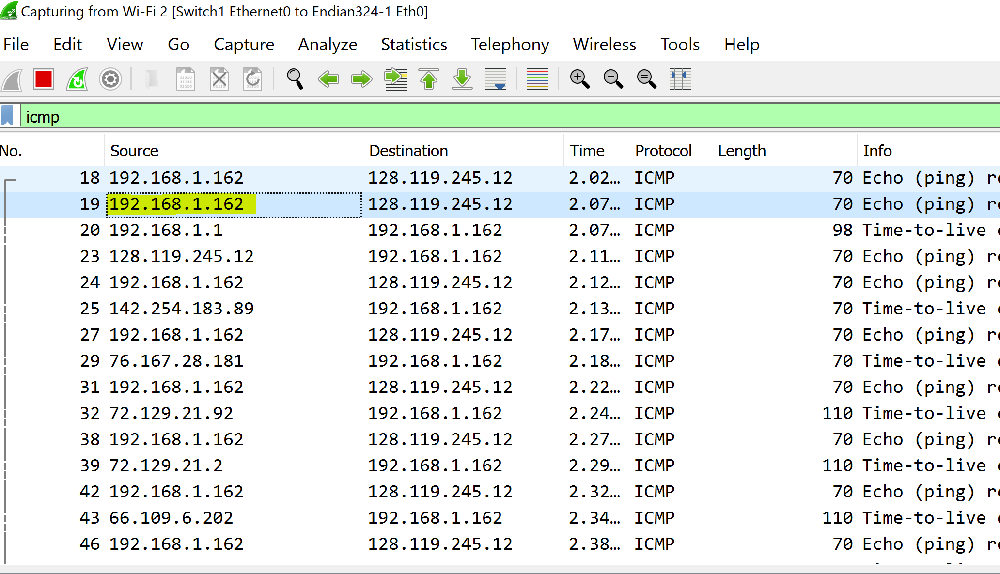 Capturing from Wi-Fi 2 [Switch1 Ethernet0 to Endian324-1 Eth0]
File Edit View Go Capture Analyze Statistics Telephony Wireless Tools Help
icmp
No. Source Destination Time Protocol Length Info
18 192.168.1.162 128.119.245.12 2.02… ICMP 70 Echo (ping) re
19 192.168.1.162 128.119.245.12 2.07… ICMP 70 Echo (ping) re
20 192.168.1.1 192.168.1.162 2.07… ICMP 98 Time-to-live e
23 128.119.245.12 192.168.1.162 2.11… ICMP 70 Echo (ping) re
24 192.168.1.162 128.119.245.12 2.12… ICMP 70 Echo (ping) re
25 142.254.183.89 192.168.1.162 2.13… ICMP 70 Time-to-live e
27 192.168.1.162 128.119.245.12 2.17… ICMP 70 Echo (ping) re
29 76.167.28.181 192.168.1.162 2.18… ICMP 70 Time-to-live e
31 192.168.1.162 128.119.245.12 2.22… ICMP 70 Echo (ping) re
32 72.129.21.92 192.168.1.162 2.24… ICMP 110 Time-to-live e
38 192.168.1.162 128.119.245.12 2.27… ICMP 70 Echo (ping) re
39 72.129.21.2 192.168.1.162 2.29… ICMP 110 Time-to-live e
42 192.168.1.162 128.119.245.12 2.32… ICMP 70 Echo (ping) re
43 66.109.6.202 192.168.1.162 2.34… ICMP 110 Time-to-live e
46 192.168.1.162 128.119.245.12 2.38… ICMP 70 Echo (ping) re